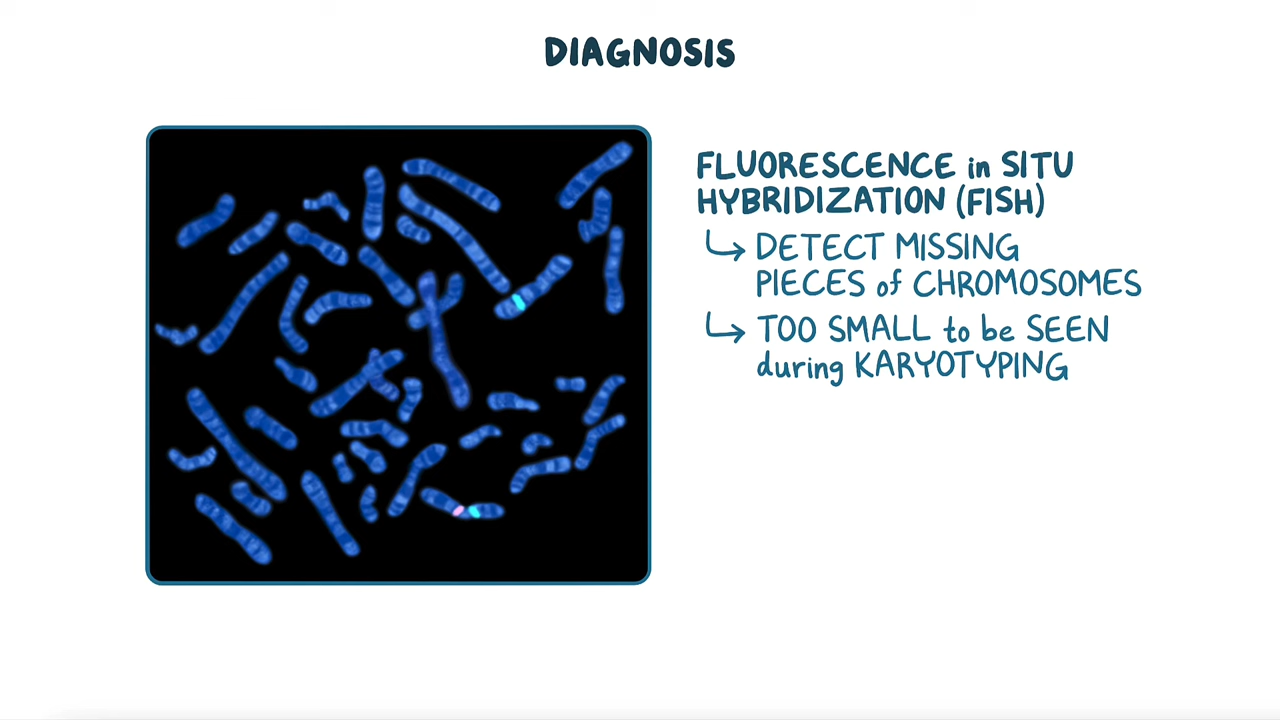 DIAGNOSIS
FLUORESCENCE in SITU
HYBRIDIZATION (FISH)
↳ DETECT MISSING
PIECES of CHROMOSOMES
↳ TOO SMALL to be SEEN
during KARYOTYPING